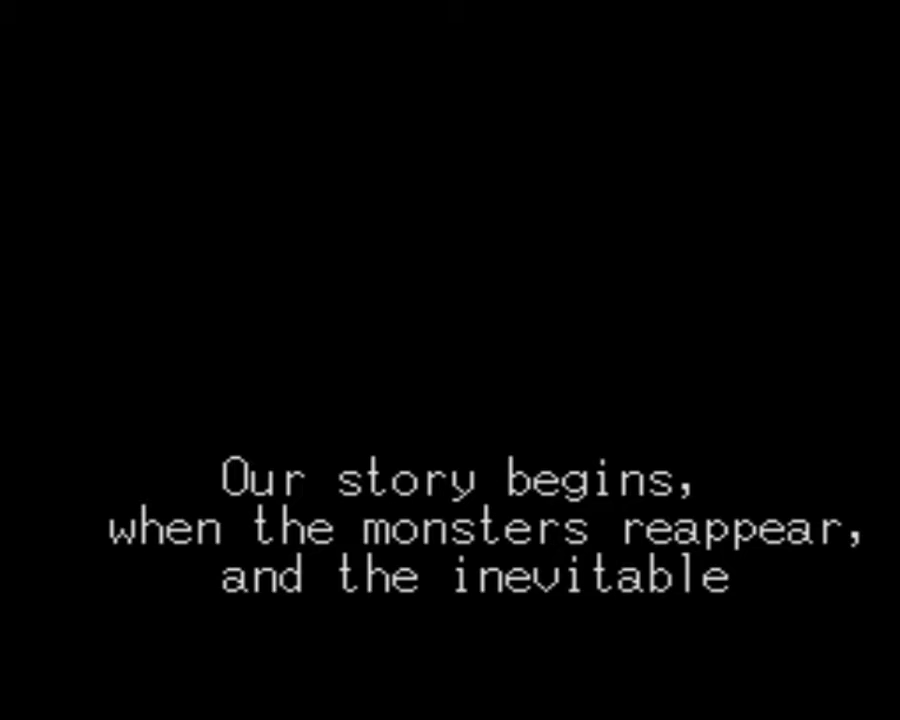 Our story begins,
when the monsters reappear,
and the inevitable